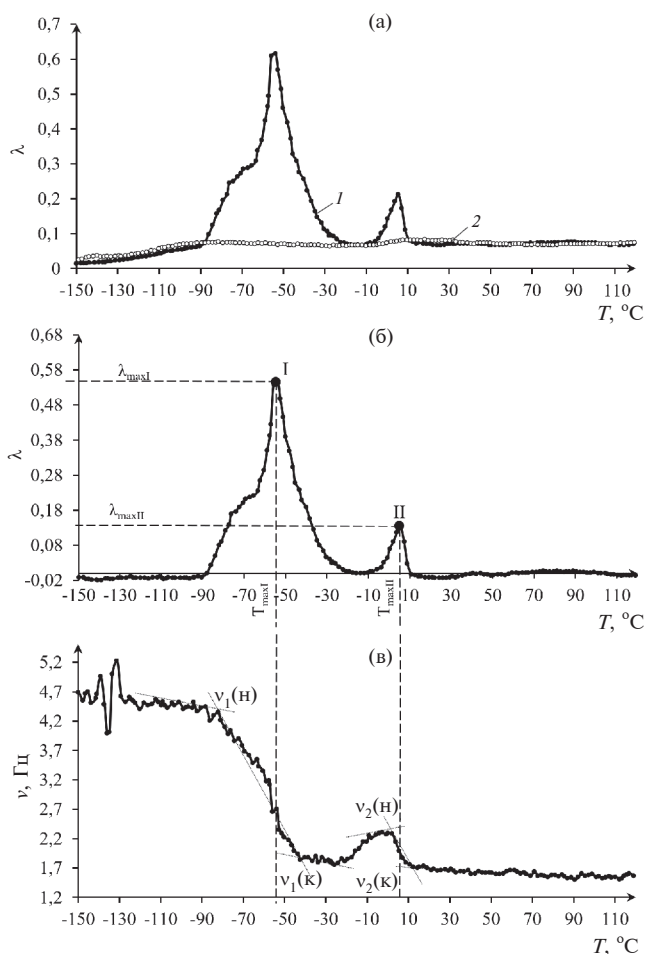 (а)
0,7
0,6
0,5
0,4
0,3
0,2
0,1
0
λ
1
2
-150 -130 -110 -90 -70 -50 -30 -10 10 30 50 70 90 110
T, °C
(б)
0,68
0,58
0,48
0,38
0,28
0,18
0,08
-0,02
λ
λmaxI
I
λmaxII
II
-150 -130 -110 -90 -70 -50 -30 -10 10 30 50 70 90 110
TmaxI
TmaxII
T, °C
(в)
5,2
4,7
4,2
3,7
3,2
2,7
2,2
1,7
1,2
ν, Гц
ν1(н)
ν2(н)
ν1(к)
ν2(к)
-150 -130 -110 -90 -70 -50 -30 -10 10 30 50 70 90 110
T, °C